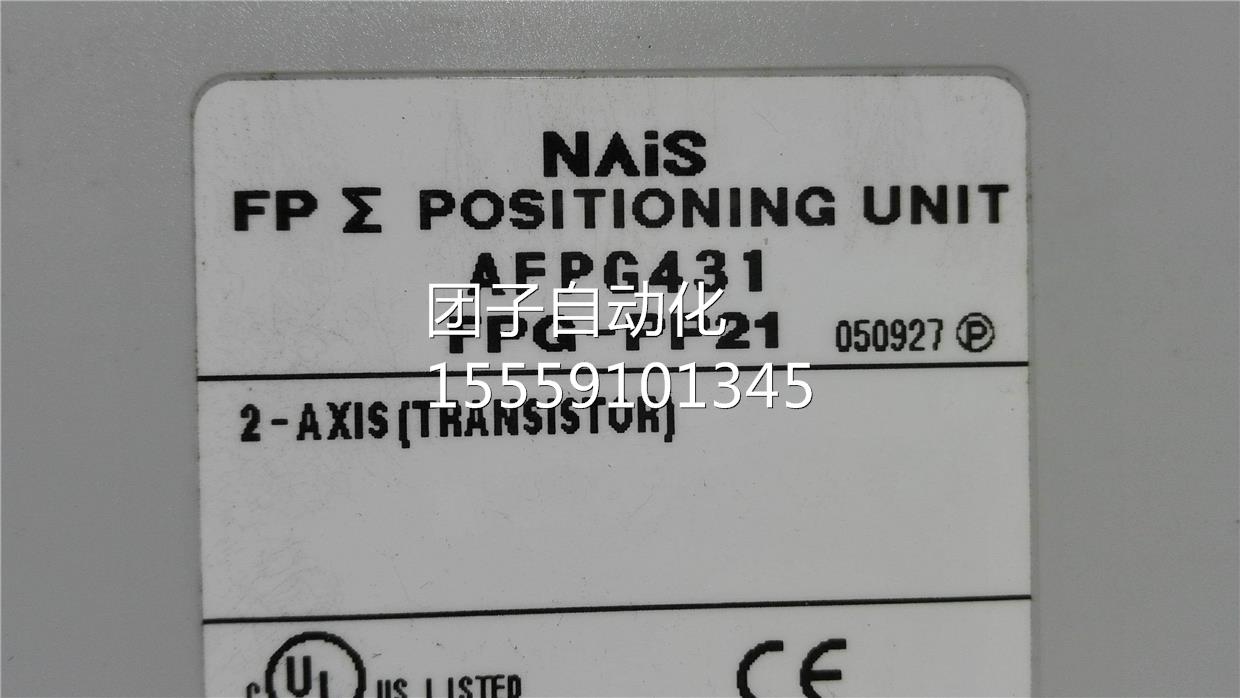 NAiS
FP Σ POSITIONING UNIT
AFPG431
团子自动化
FPG-PP21 050927 Ⓟ
15559101345
2-AXIS(TRANSISTOR)
C UL US LISTED CE